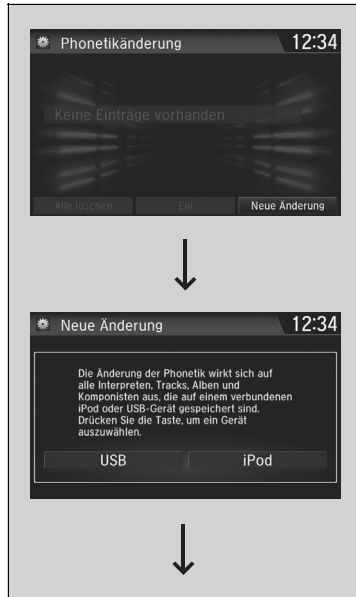 Phonetikänderung 12:34
Keine Einträge vorhanden
Alle loschen Ein Neue Änderung
Neue Änderung 12:34
Die Änderung der Phonetik wirkt sich auf
alle Interpreten, Tracks, Alben und
Komponisten aus, die auf einem verbundenen
iPod oder USB-Gerät gespeichert sind.
Drücken Sie die Taste, um ein Gerät
auszuwählen.
USB iPod